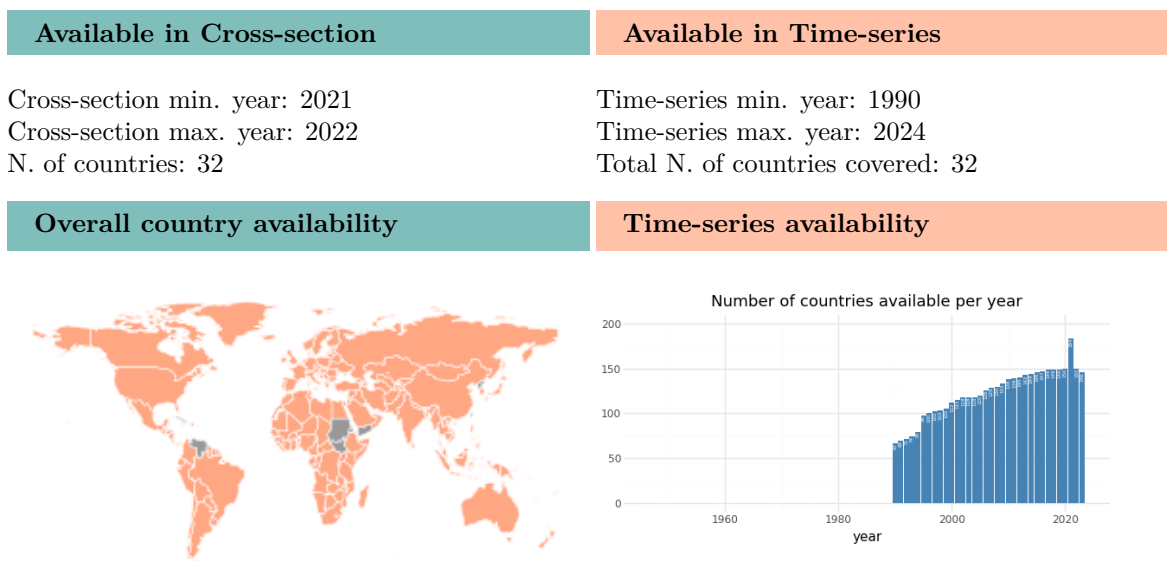 Available in Cross-section
Available in Time-series
Cross-section min. year: 2021
Cross-section max. year: 2022
N. of countries: 32
Time-series min. year: 1990
Time-series max. year: 2024
Total N. of countries covered: 32
Overall country availability
Time-series availability
Number of countries available per year
200
150
100
50
0
1960 1980 2000 2020
year